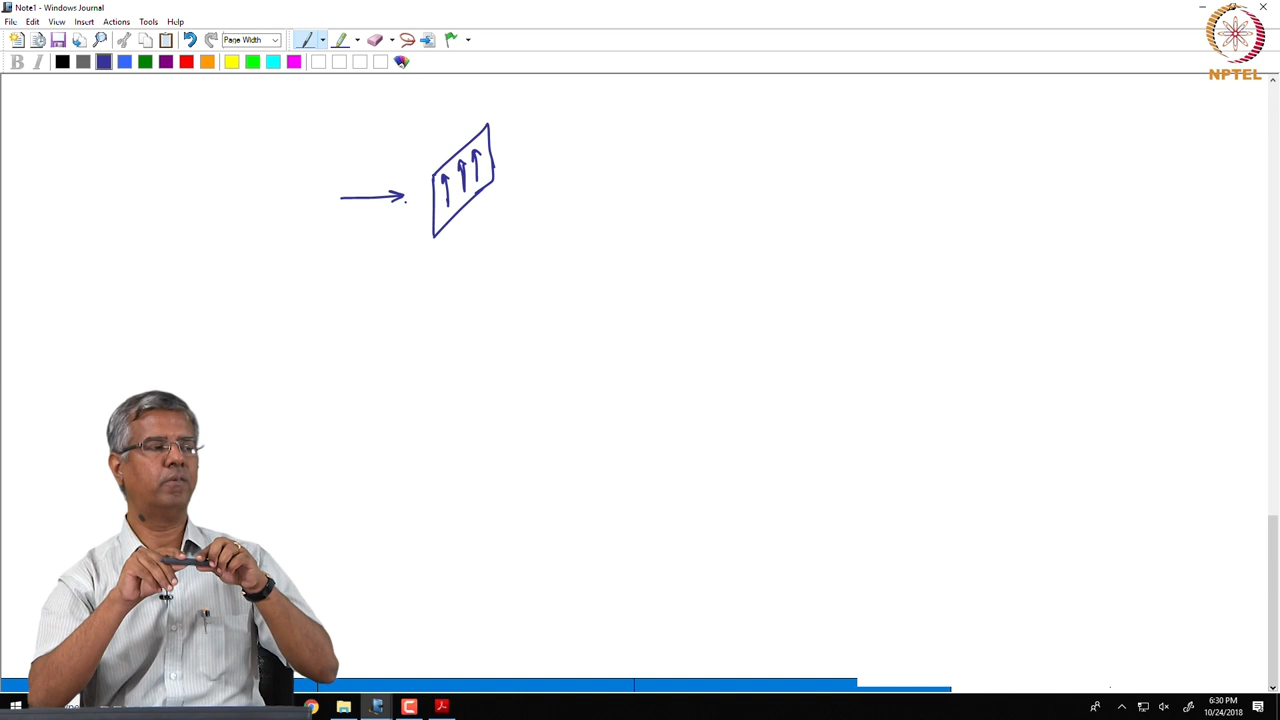 Note1 - Windows Journal
File Edit View Insert Actions Tools Help
Page Width
B I
NPTEL
6:30 PM
10/24/2018